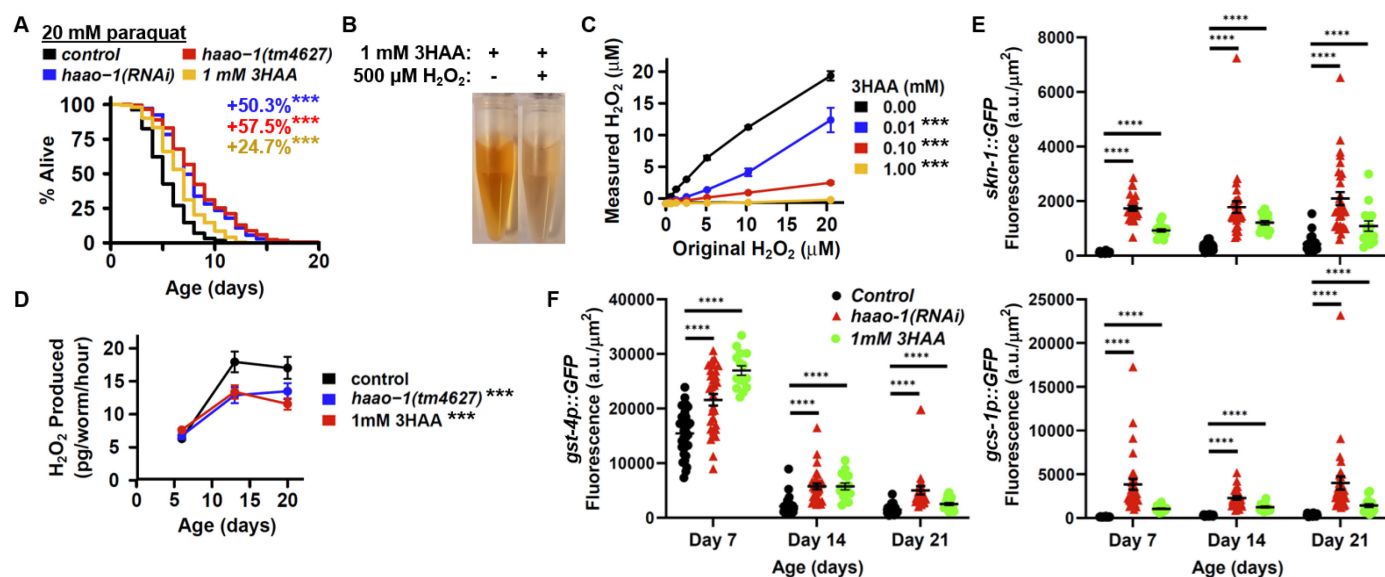 A
20 mM paraquat
control
haao−1(tm4627)
haao−1(RNAi)
1 mM 3HAA
+50.3%***
+57.5%***
+24.7%***
100
75
50
25
0
% Alive
0 10 20
Age (days)
B
1 mM 3HAA: + +
500 µM H₂O₂: - +
C
Measured H₂O₂ (µM)
20
15
10
5
0
0 5 10 15 20
Original H₂O₂ (µM)
3HAA (mM)
0.00
0.01 ***
0.10 ***
1.00 ***
D
H₂O₂ Produced
(pg/worm/hour)
20
15
10
5
0
0 5 10 15 20
Age (days)
control
haao−1(tm4627)***
1mM 3HAA ***
E
skn-1::GFP
Fluorescence (a.u./µm²)
8000
6000
4000
2000
0
**** ****
**** ****
**** ****
F
gst-4p::GFP
Fluorescence (a.u./µm²)
40000
30000
20000
10000
0
**** ****
**** ****
**** ****
Control
haao-1(RNAi)
1mM 3HAA
Day 7 Day 14 Day 21
Age (days)
gcs-1p::GFP
Fluorescence (a.u./µm²)
25000
20000
15000
10000
5000
0
**** ****
**** ****
**** ****
Day 7 Day 14 Day 21
Age (days)